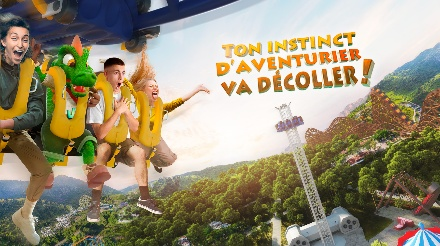 TON INSTINCT
D'AVENTURIER
VA DÉCOLLER !